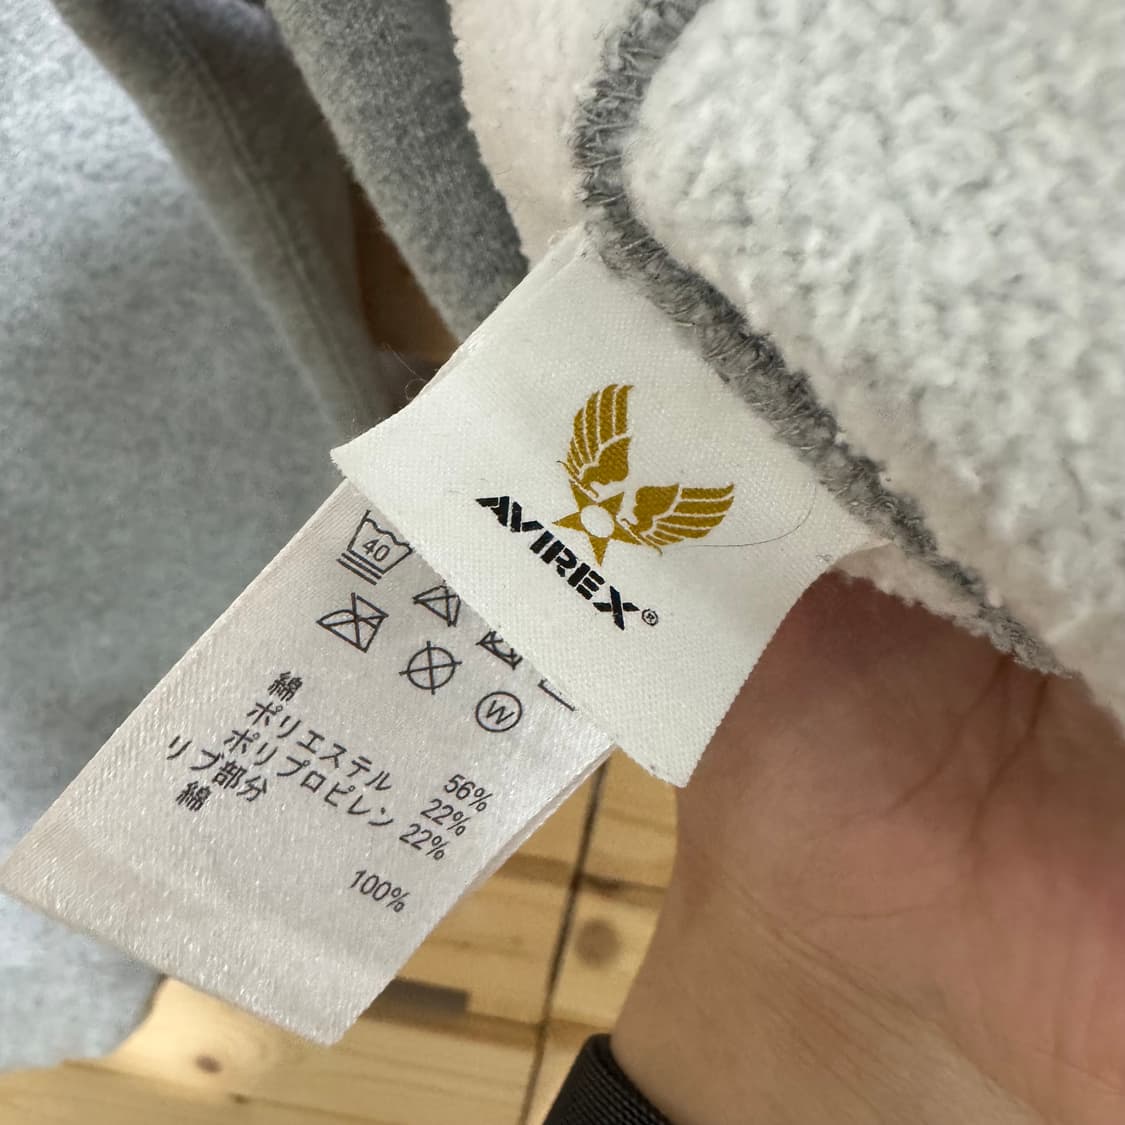 AVIREX®
40
W
綿 56%
ポリエステル 22%
ポリプロピレン 22%
リブ部分
綿 100%